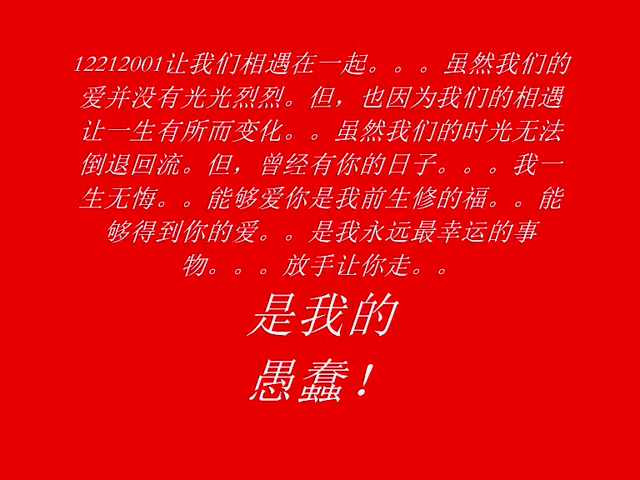 12212001让我们相遇在一起。。。虽然我们的
爱并没有光光烈烈。但，也因为我们的相遇
让一生有所而变化。。虽然我们的时光无法
倒退回流。但，曾经有你的日子。。。我一
生无悔。。能够爱你是我前生修的福。。能
够得到你的爱。。是我永远最幸运的事
物。。。放手让你走。。
是我的
愚蠢！